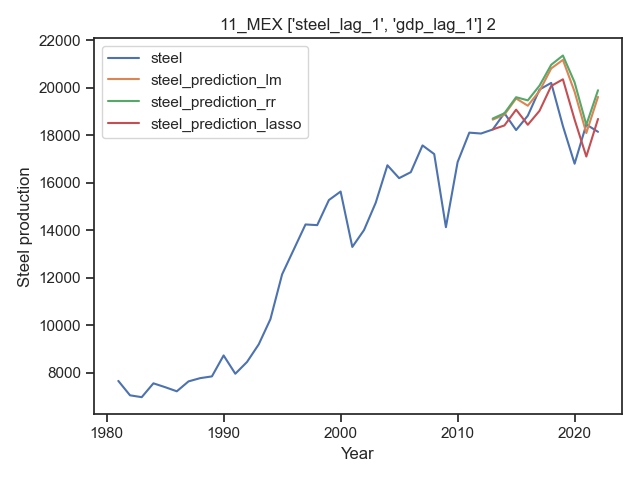 11_MEX ['steel_lag_1', 'gdp_lag_1'] 2
22000
20000
18000
16000
14000
12000
10000
8000
steel
steel_prediction_lm
steel_prediction_rr
steel_prediction_lasso
Steel production
1980
1990
2000
2010
2020
Year